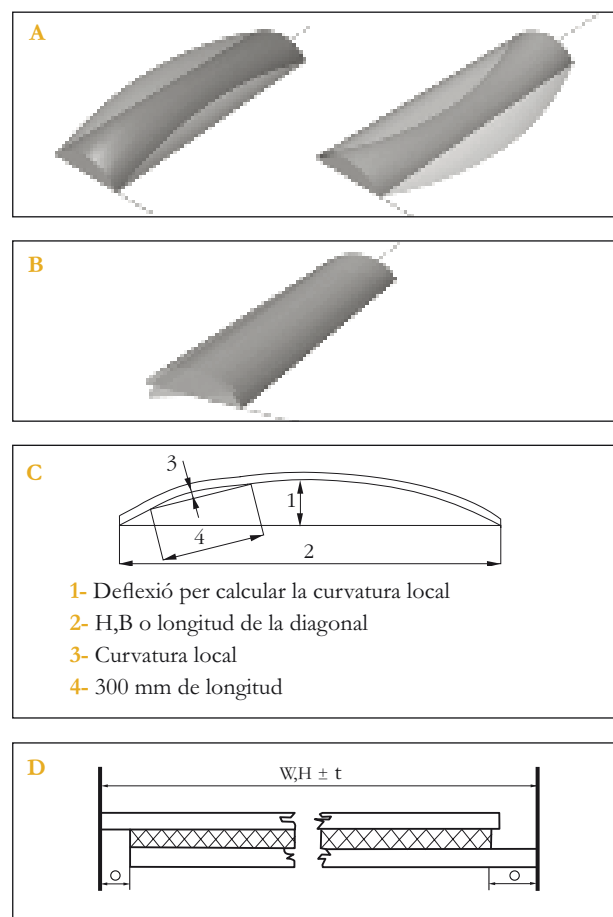 A
B
C
3
1
4
2
1- Deflexió per calcular la curvatura local
2- H,B o longitud de la diagonal
3- Curvatura local
4- 300 mm de longitud
D
W,H ± t
O O